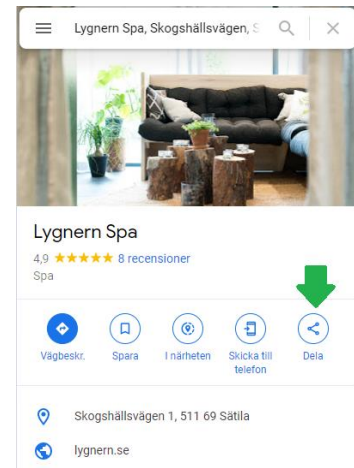 Lygnern Spa, Skogshällsvägen, S
Lygnern Spa
4,9 8 recensioner
Spa
Vägbeskr. Spara I närheten Skicka till telefon Dela
Skogshällsvägen 1, 511 69 Sätila
lygnern.se